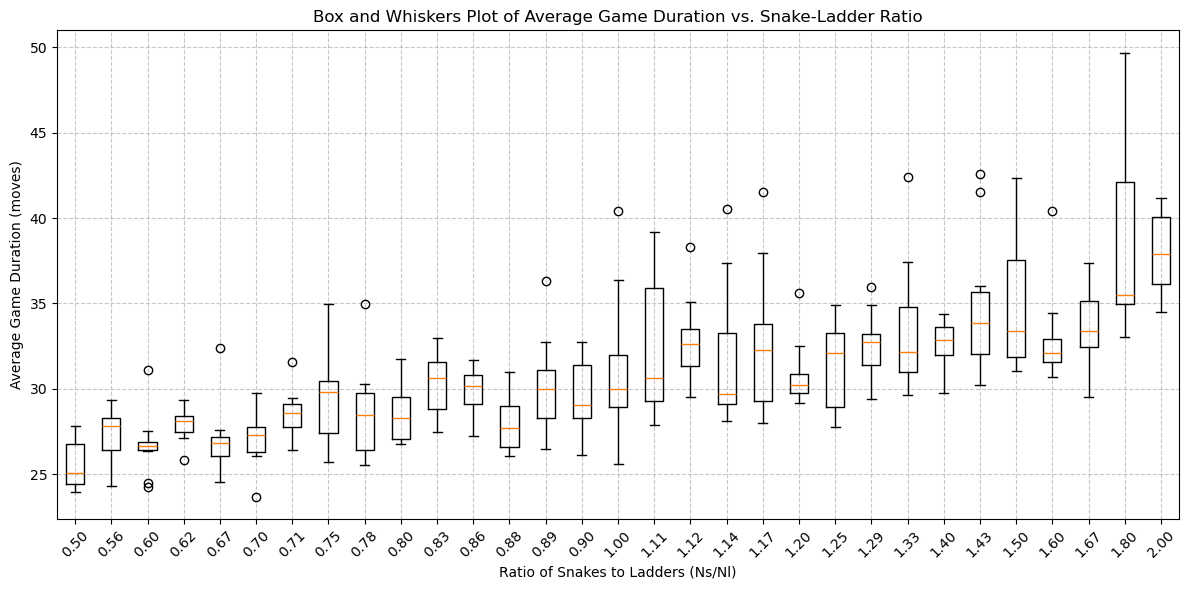 Box and Whiskers Plot of Average Game Duration vs. Snake-Ladder Ratio
Average Game Duration (moves)
50
45
40
35
30
25
0.50 0.56 0.60 0.62 0.67 0.70 0.71 0.75 0.78 0.80 0.83 0.86 0.88 0.89 0.90 1.00 1.11 1.12 1.14 1.17 1.20 1.25 1.29 1.33 1.40 1.43 1.50 1.60 1.67 1.80 2.00
Ratio of Snakes to Ladders (Ns/Nl)